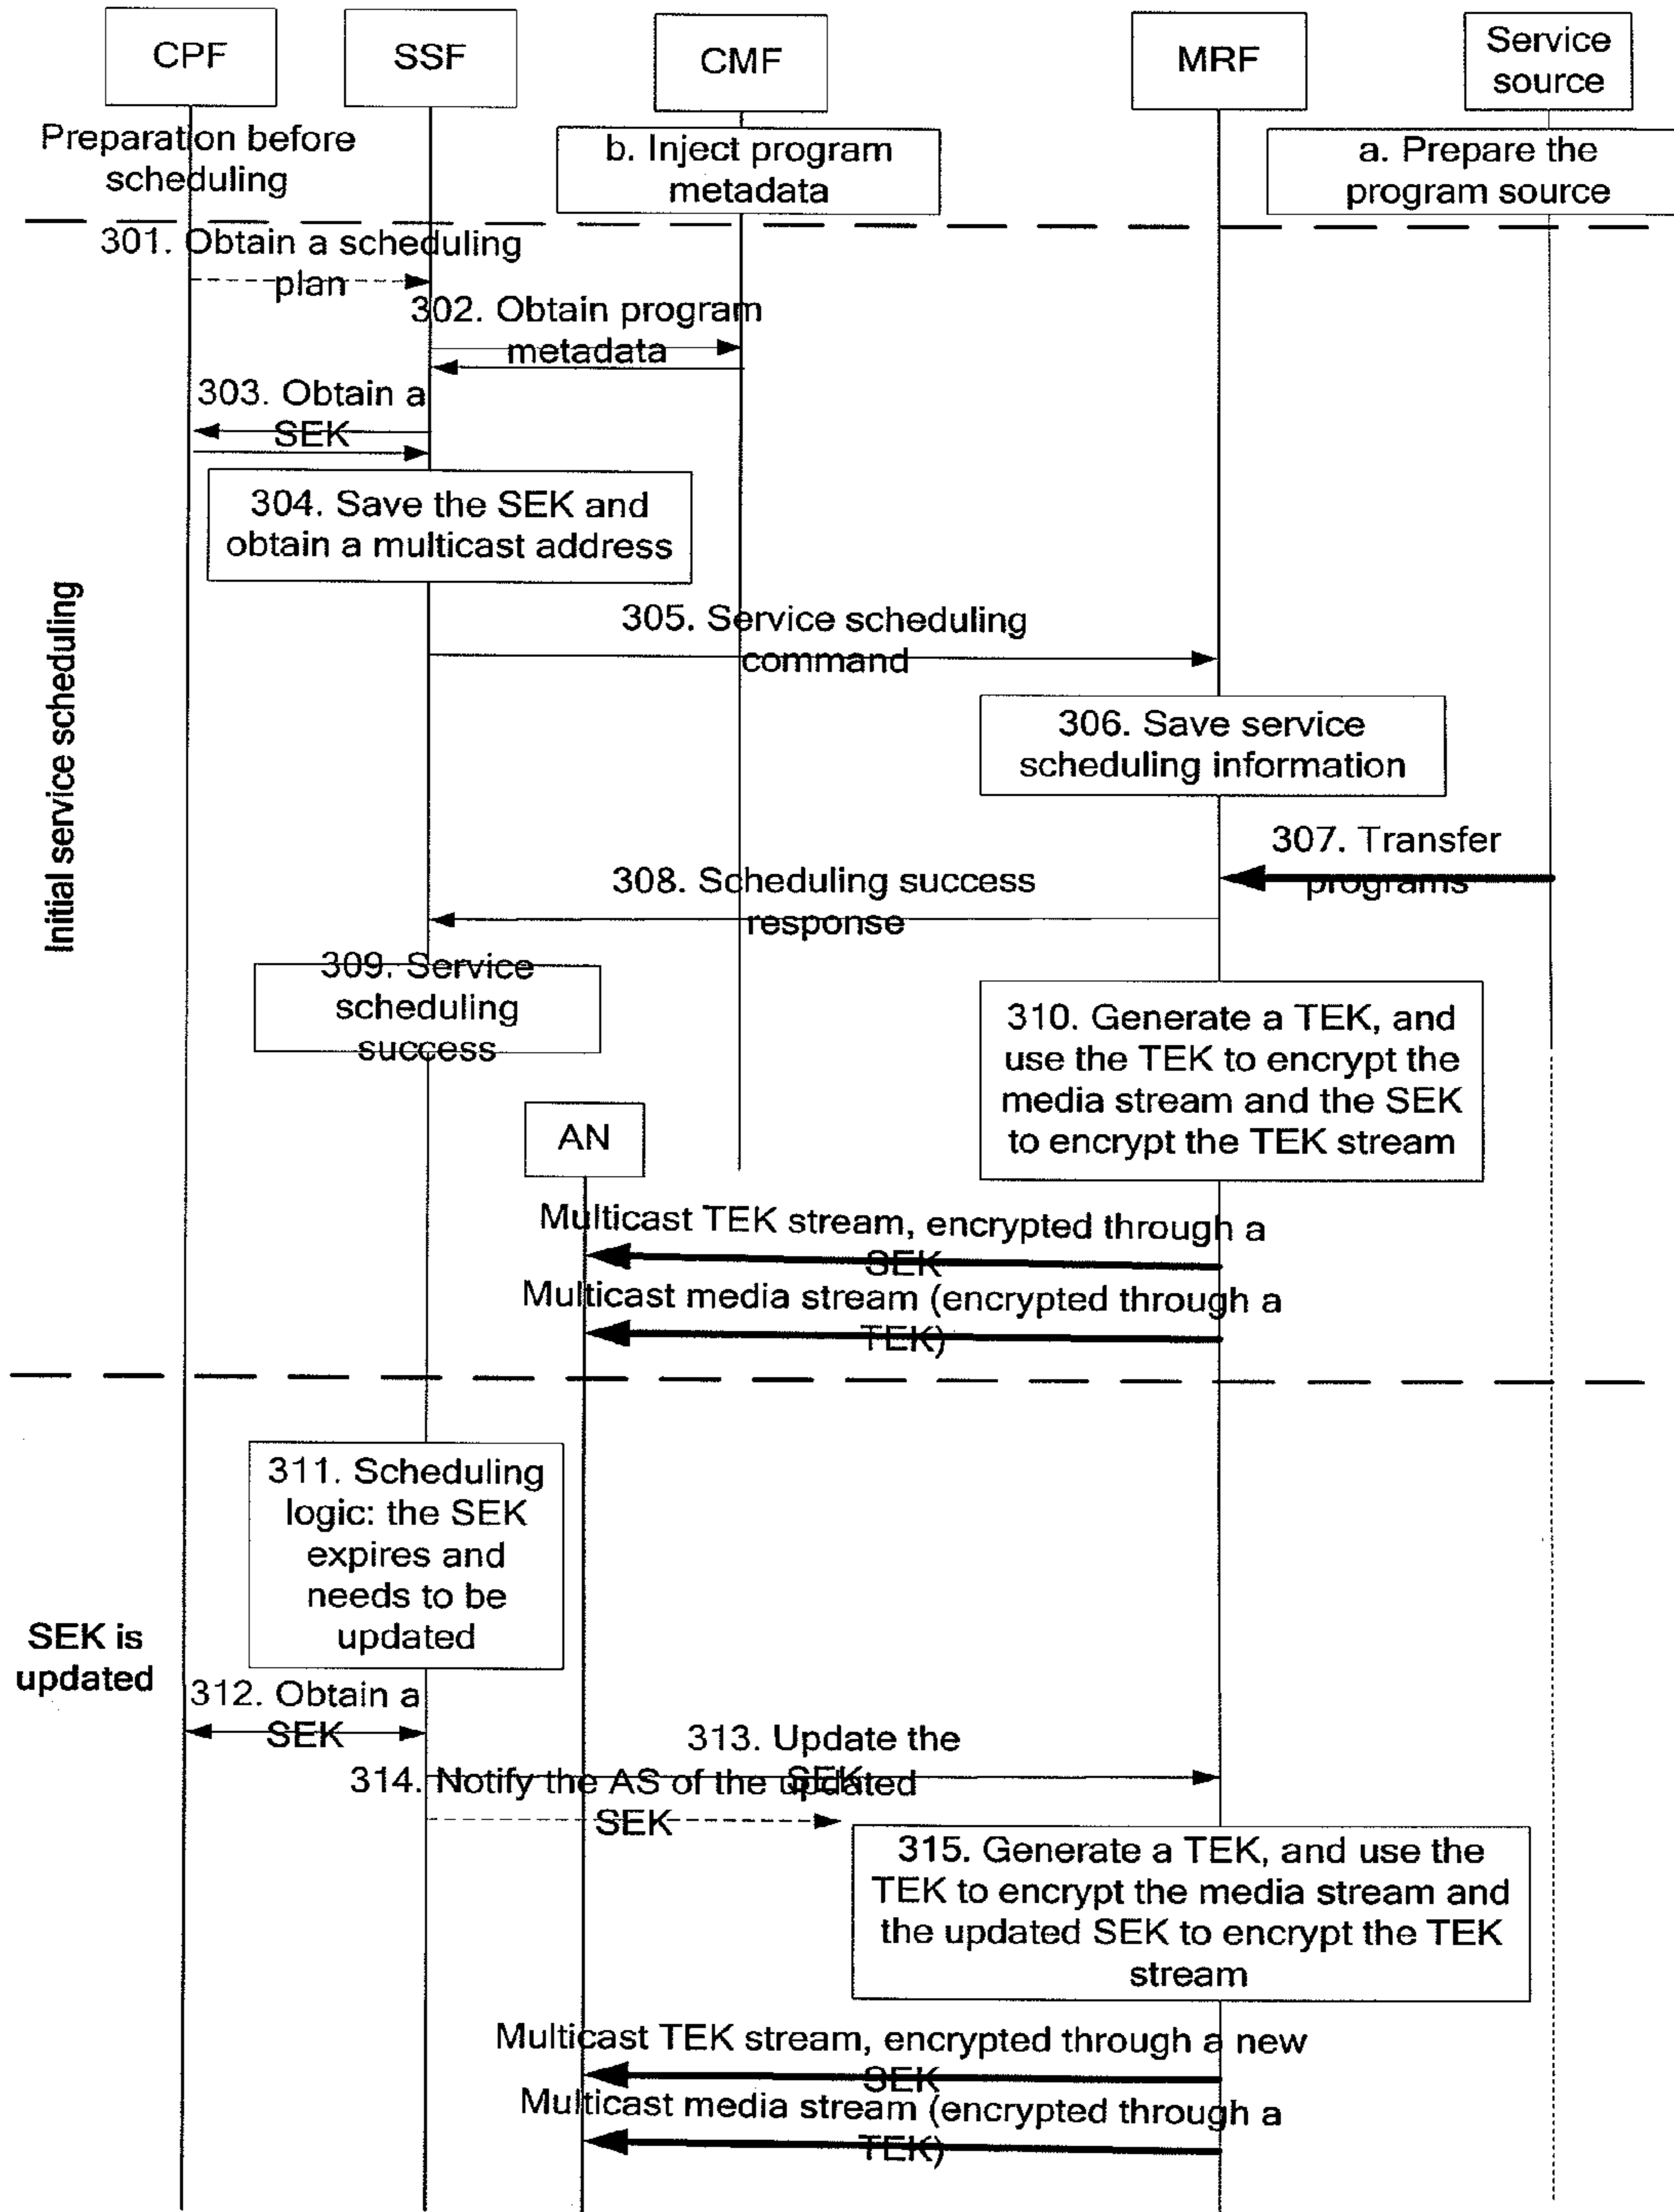 CPF
SSF
CMF
MRF
Service
source
Preparation before
scheduling
b. Inject program
metadata
a. Prepare the
program source
301. Obtain a scheduling
plan
302. Obtain program
metadata
303. Obtain a
SEK
304. Save the SEK and
obtain a multicast address
Initial service scheduling
305. Service scheduling
command
306. Save service
scheduling information
307. Transfer
programs
308. Scheduling success
response
309. Service
scheduling
success
310. Generate a TEK, and
use the TEK to encrypt the
media stream and the SEK
to encrypt the TEK stream
AN
Multicast TEK stream, encrypted through a
SEK
Multicast media stream (encrypted through a
TEK)
311. Scheduling
logic: the SEK
expires and
needs to be
updated
SEK is
updated
312. Obtain a
SEK
313. Update the
SEK
314. Notify the AS of the updated
SEK
315. Generate a TEK, and use the
TEK to encrypt the media stream and
the updated SEK to encrypt the TEK
stream
Multicast TEK stream, encrypted through a new
SEK
Multicast media stream (encrypted through a
TEK)